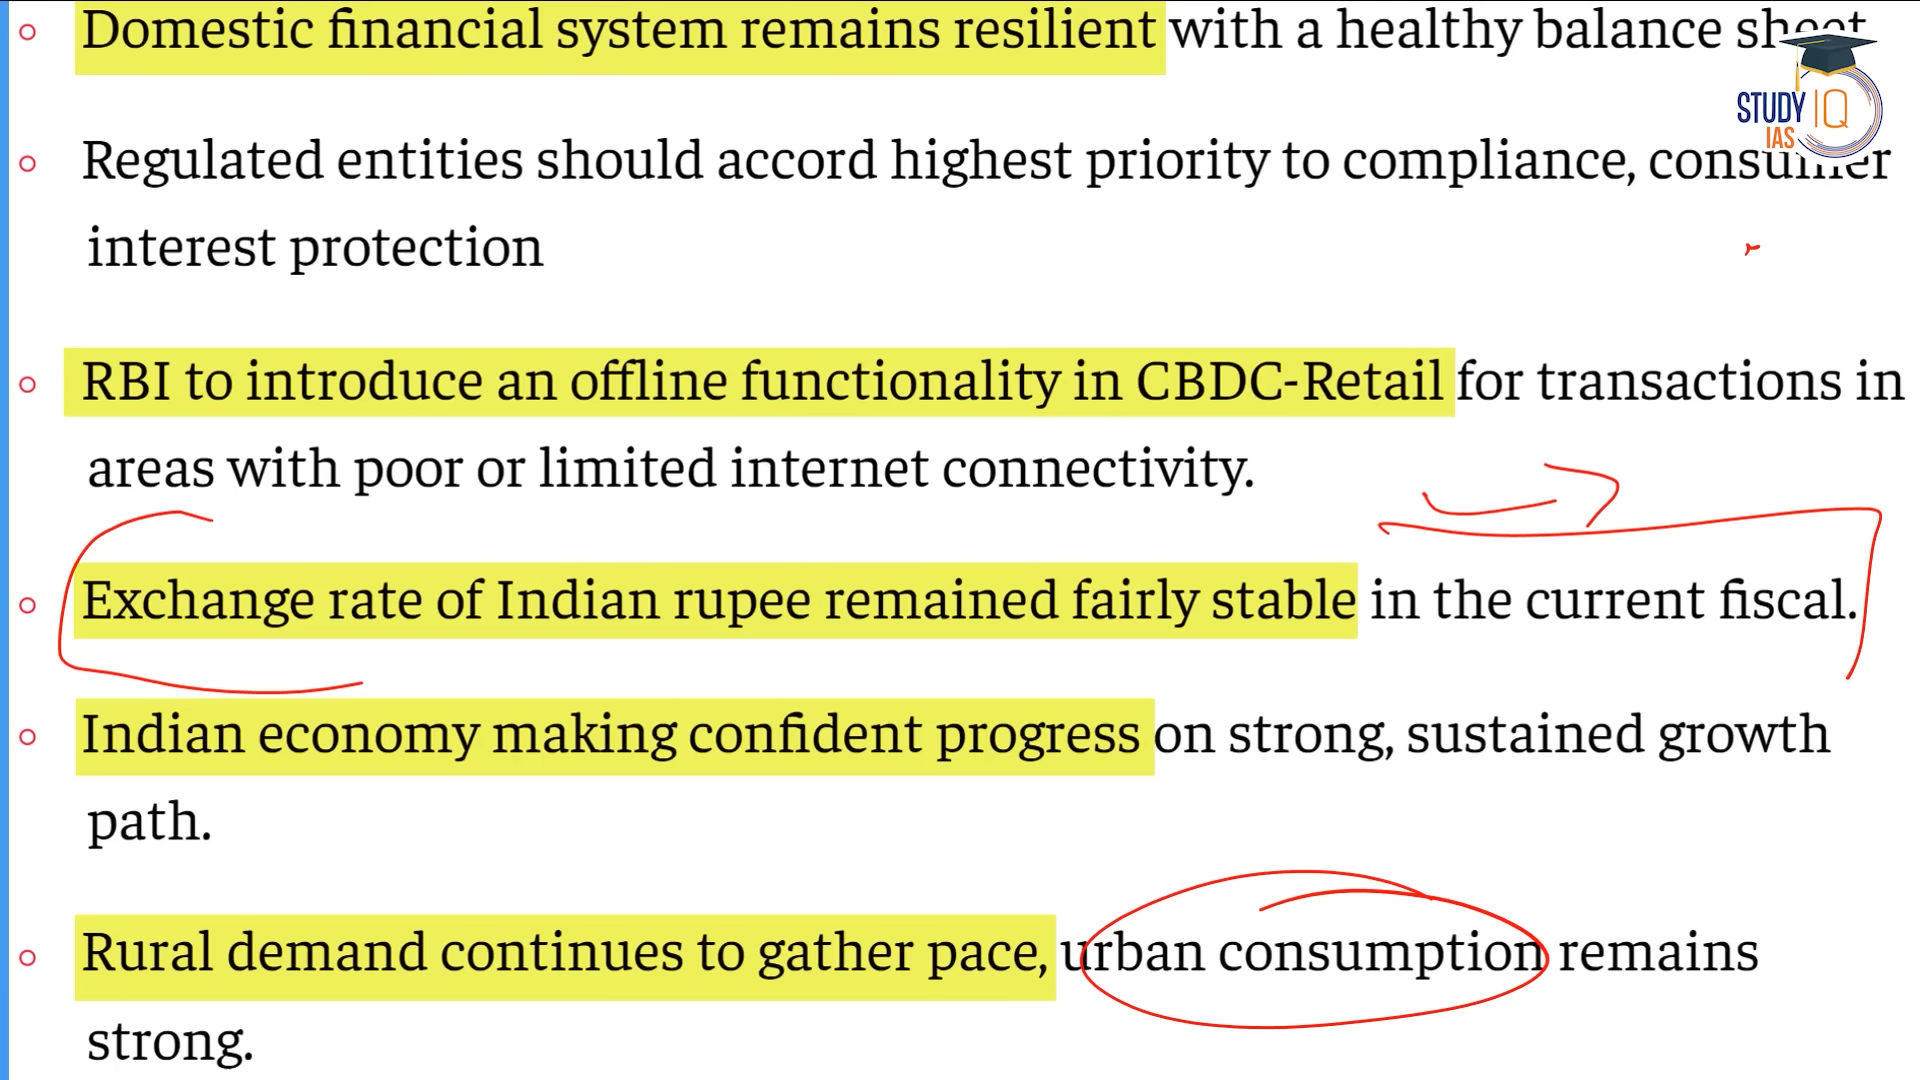 Domestic financial system remains resilient with a healthy balance sheet
STUDY IQ
IAS
Regulated entities should accord highest priority to compliance, consumer
interest protection
RBI to introduce an offline functionality in CBDC-Retail for transactions in
areas with poor or limited internet connectivity.
Exchange rate of Indian rupee remained fairly stable in the current fiscal.
Indian economy making confident progress on strong, sustained growth
path.
Rural demand continues to gather pace, urban consumption remains
strong.